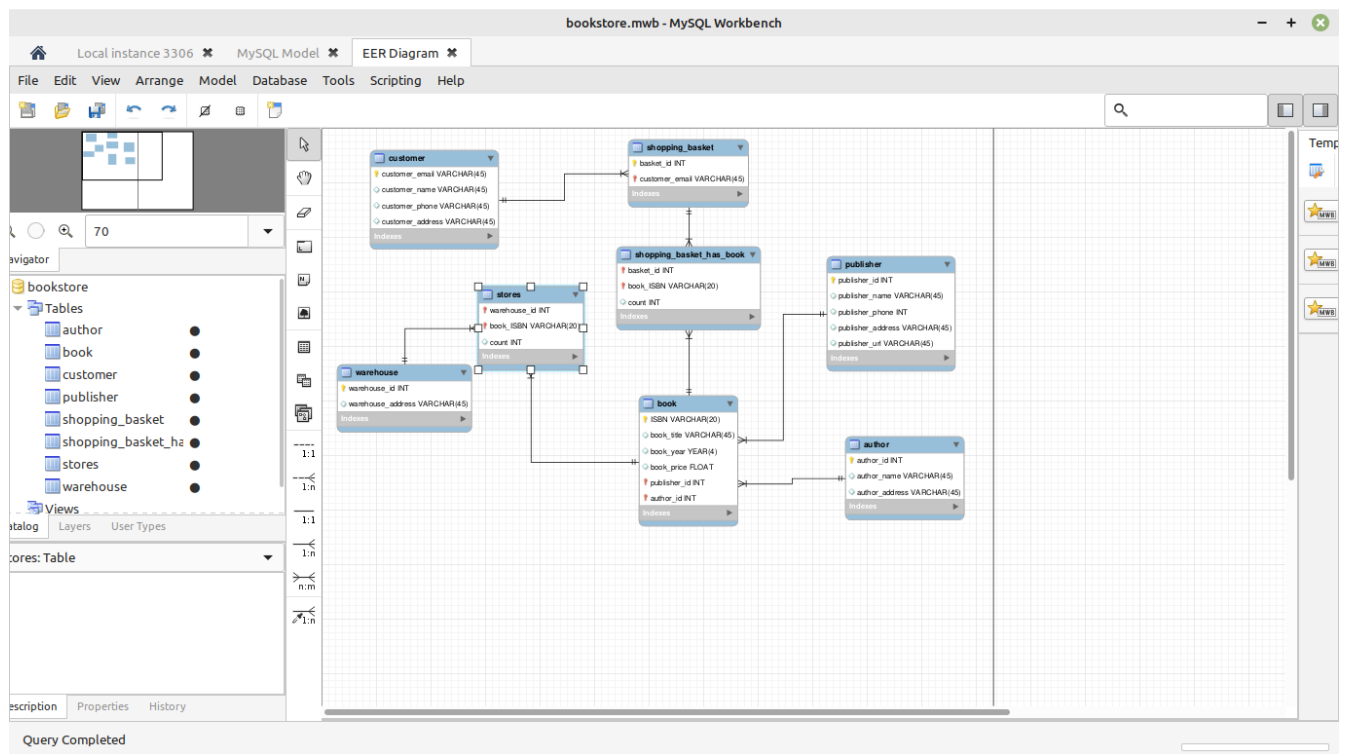 bookstore.mwb - MySQL Workbench
Local instance 3306
MySQL Model
EER Diagram
File Edit View Arrange Model Database Tools Scripting Help
70
avigator
bookstore
Tables
author
book
customer
publisher
shopping_basket
shopping_basket_ha
stores
warehouse
Views
atalog Layers User Types
tores: Table
escription Properties History
Query Completed
1:1
1:n
1:1
1:n
n:m
1:n
customer
customer_email VARCHAR(45)
customer_name VARCHAR(45)
customer_phone VARCHAR(45)
customer_address VARCHAR(45)
Indexes
shopping_basket
basket_id INT
customer_email VARCHAR(45)
Indexes
shopping_basket_has_book
basket_id INT
book_ISBN VARCHAR(20)
count INT
Indexes
stores
warehouse_id INT
book_ISBN VARCHAR(20)
count INT
Indexes
warehouse
warehouse_id INT
warehouse_address VARCHAR(45)
Indexes
publisher
publisher_id INT
publisher_name VARCHAR(45)
publisher_phone INT
publisher_address VARCHAR(45)
publisher_url VARCHAR(45)
Indexes
book
ISBN VARCHAR(20)
book_title VARCHAR(45)
book_year YEAR(4)
book_price FLOAT
publisher_id INT
author_id INT
Indexes
author
author_id INT
author_name VARCHAR(45)
author_address VARCHAR(45)
Indexes
Temp
MWB
MWB
MWB